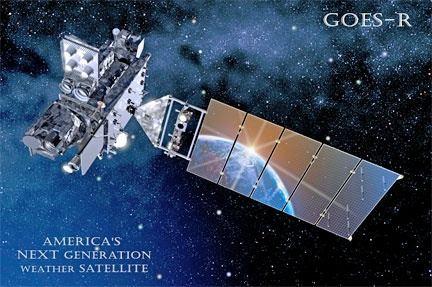 GOES-R
AMERICA'S
NEXT GENERATION
WEATHER SATELLITE